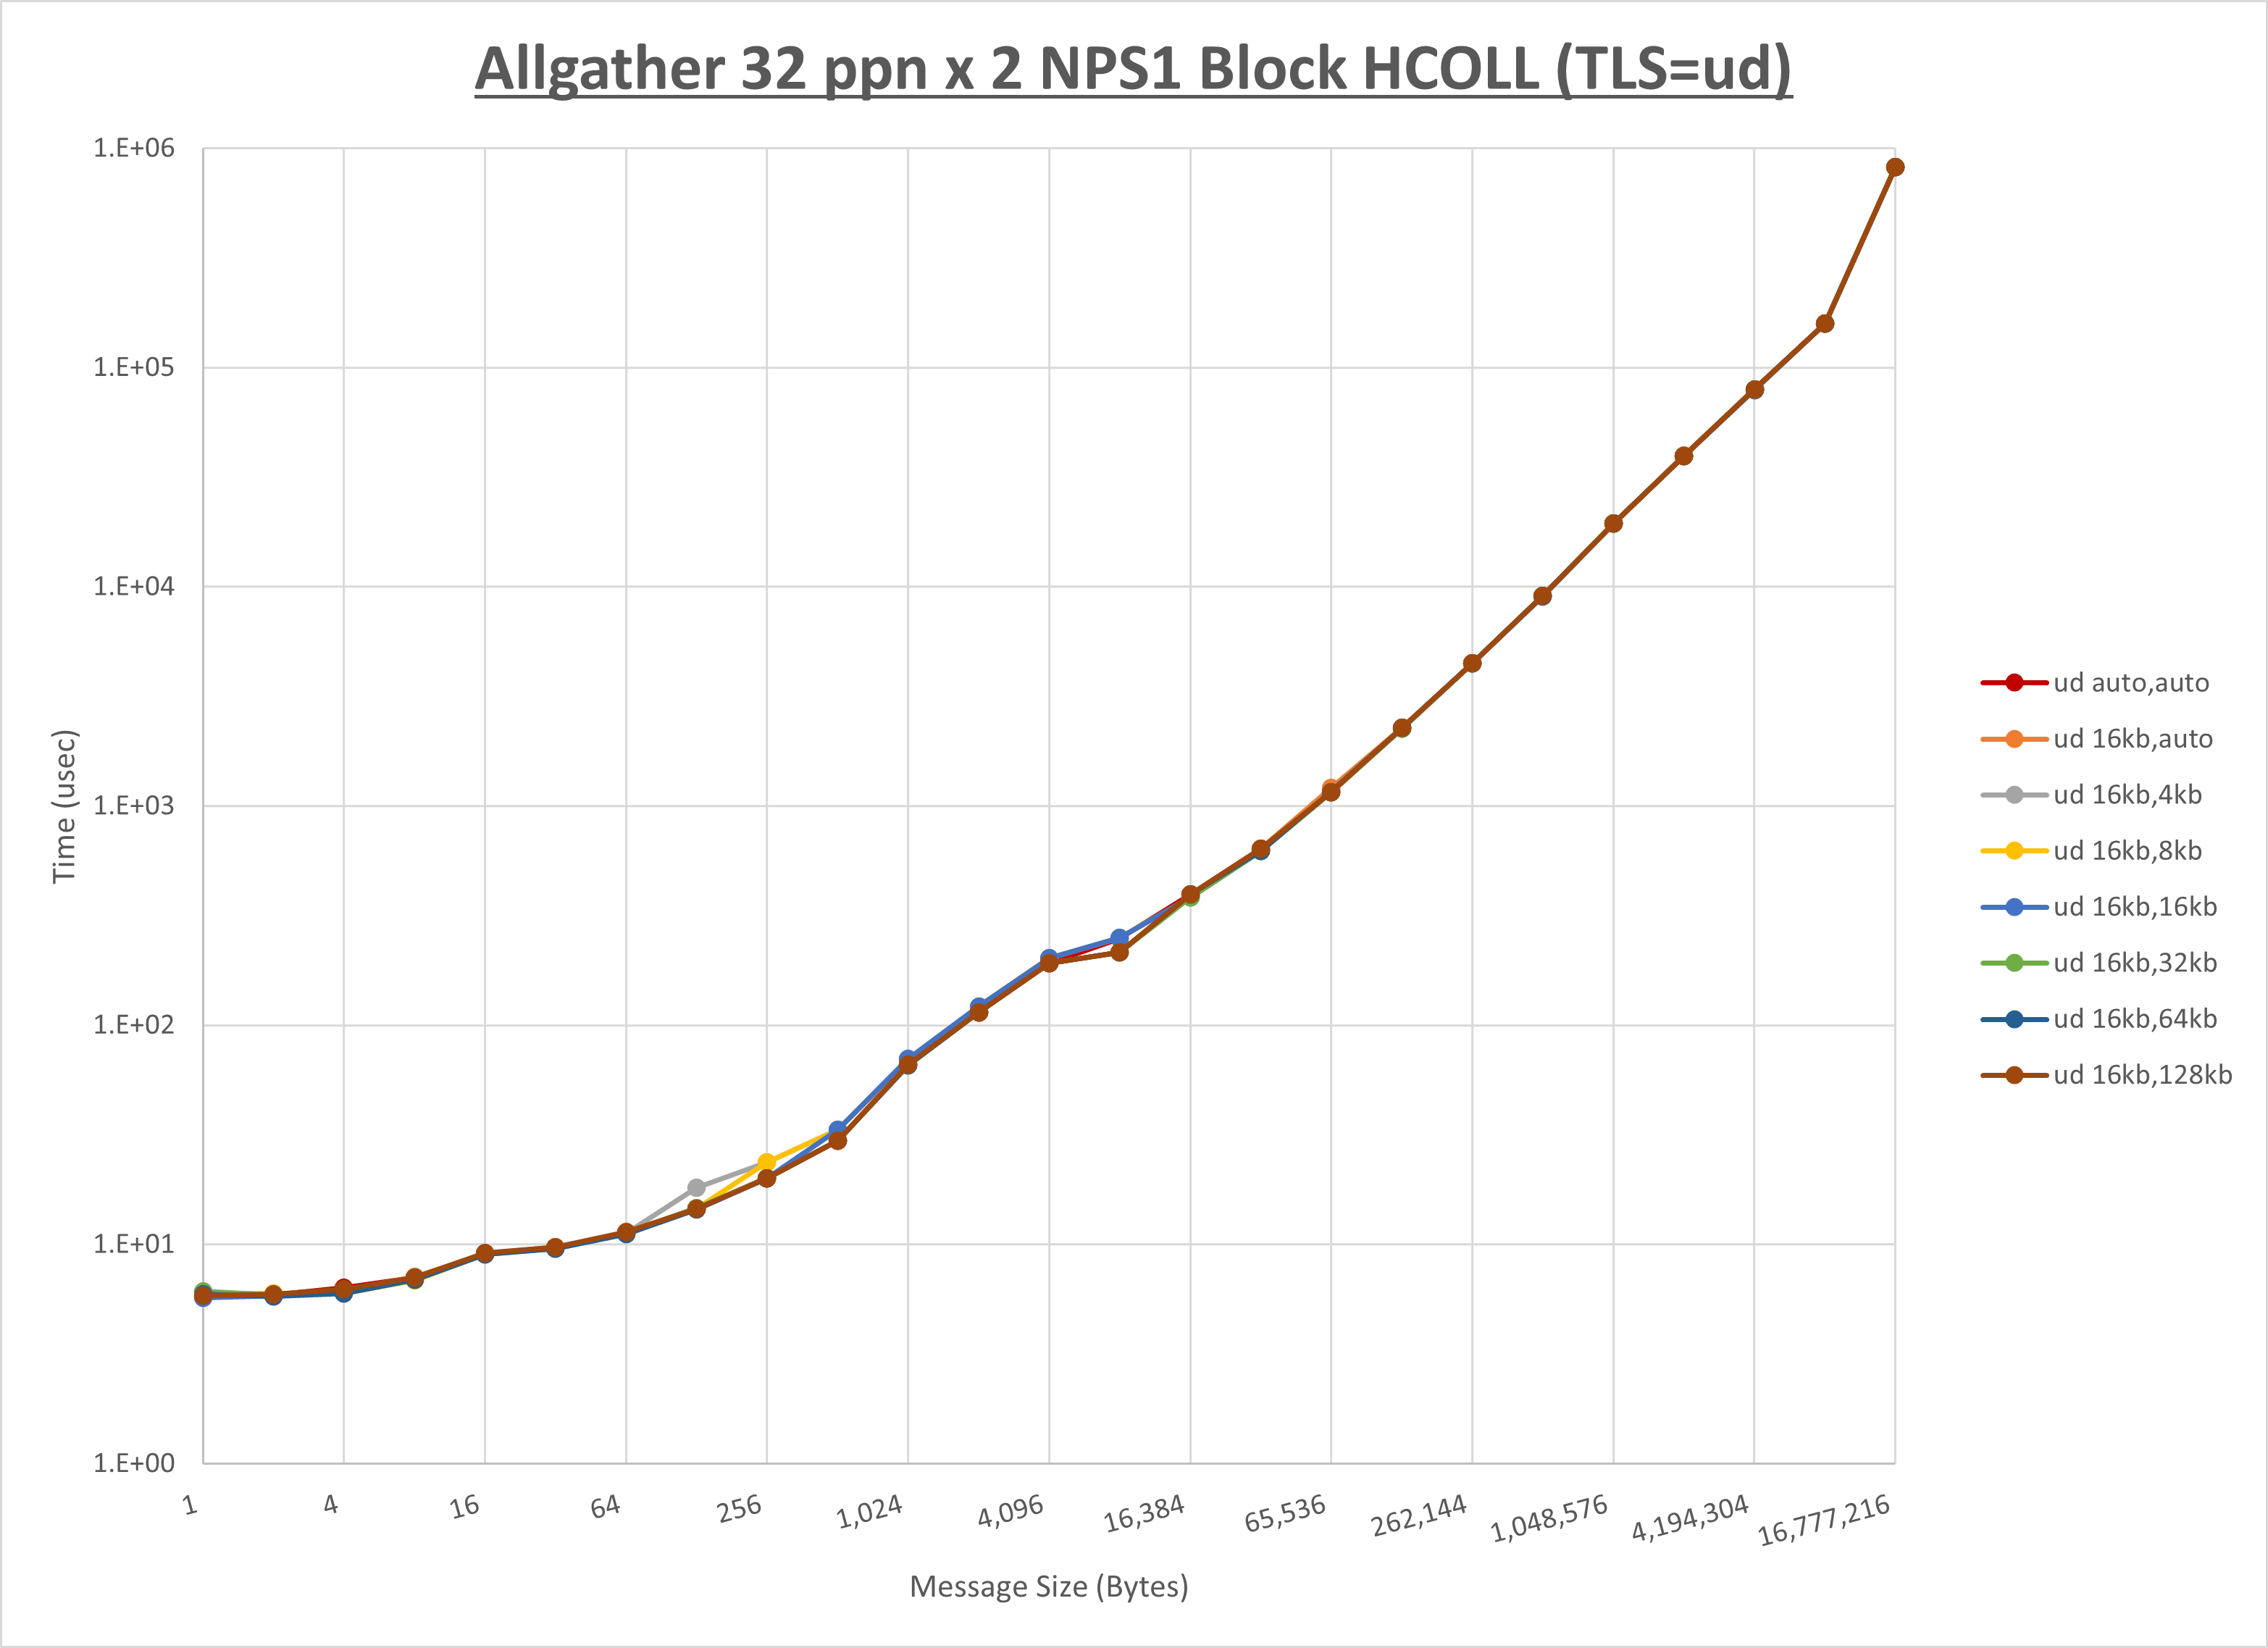 Allgather 32 ppn x 2 NPS1 Block HCOLL (TLS=ud)
1.E+06
1.E+05
1.E+04
1.E+03
1.E+02
1.E+01
1.E+00
Time (usec)
1
4
16
64
256
1,024
4,096
16,384
65,536
262,144
1,048,576
4,194,304
16,777,216
Message Size (Bytes)
ud auto,auto
ud 16kb,auto
ud 16kb,4kb
ud 16kb,8kb
ud 16kb,16kb
ud 16kb,32kb
ud 16kb,64kb
ud 16kb,128kb